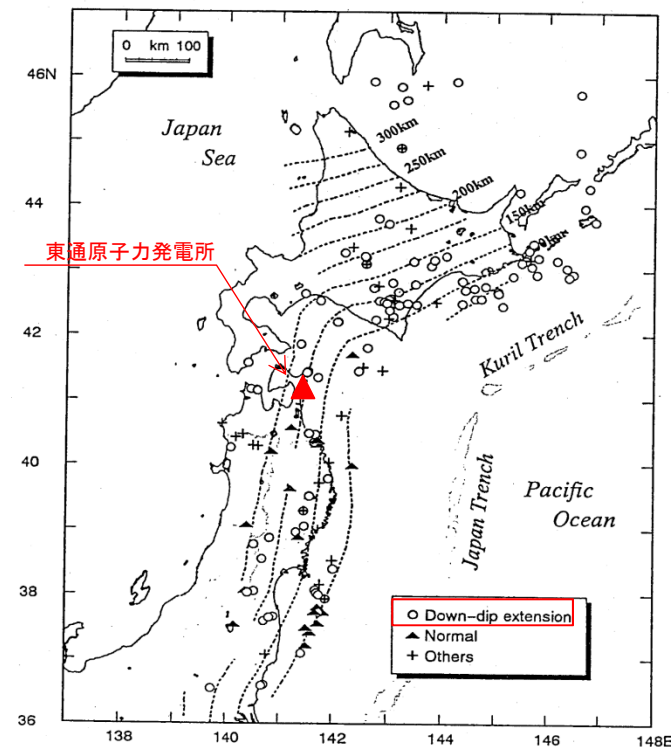 46N
44
42
40
38
36
138
140
142
144
146
148E
0 km 100
Japan
Sea
300km
250km
200km
150km
東通原子力発電所
Kuril Trench
Japan Trench
Pacific
Ocean
Down-dip extension
Normal
Others